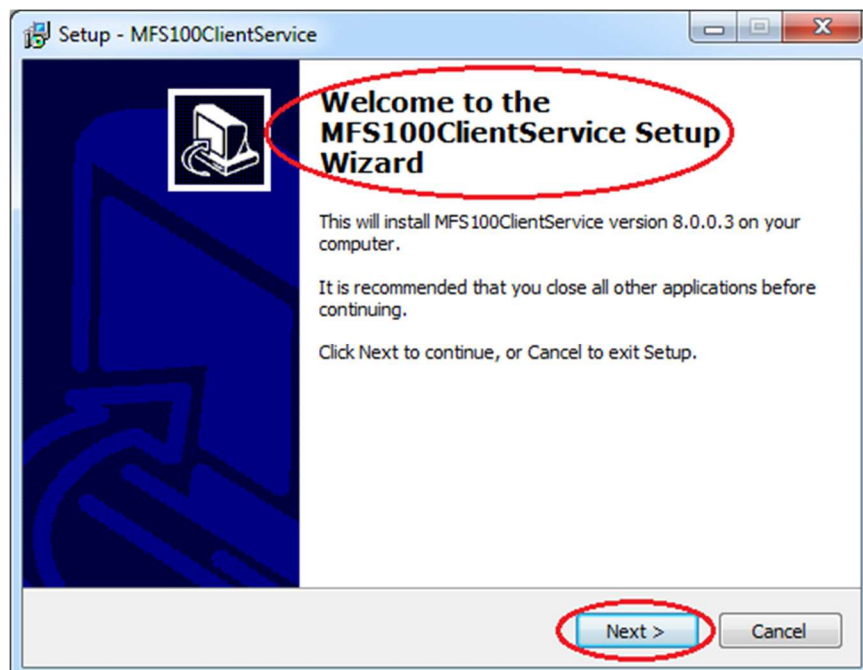 Setup - MFS100ClientService
Welcome to the
MFS100ClientService Setup
Wizard
This will install MFS100ClientService version 8.0.0.3 on your
computer.
It is recommended that you close all other applications before
continuing.
Click Next to continue, or Cancel to exit Setup.
Next >
Cancel